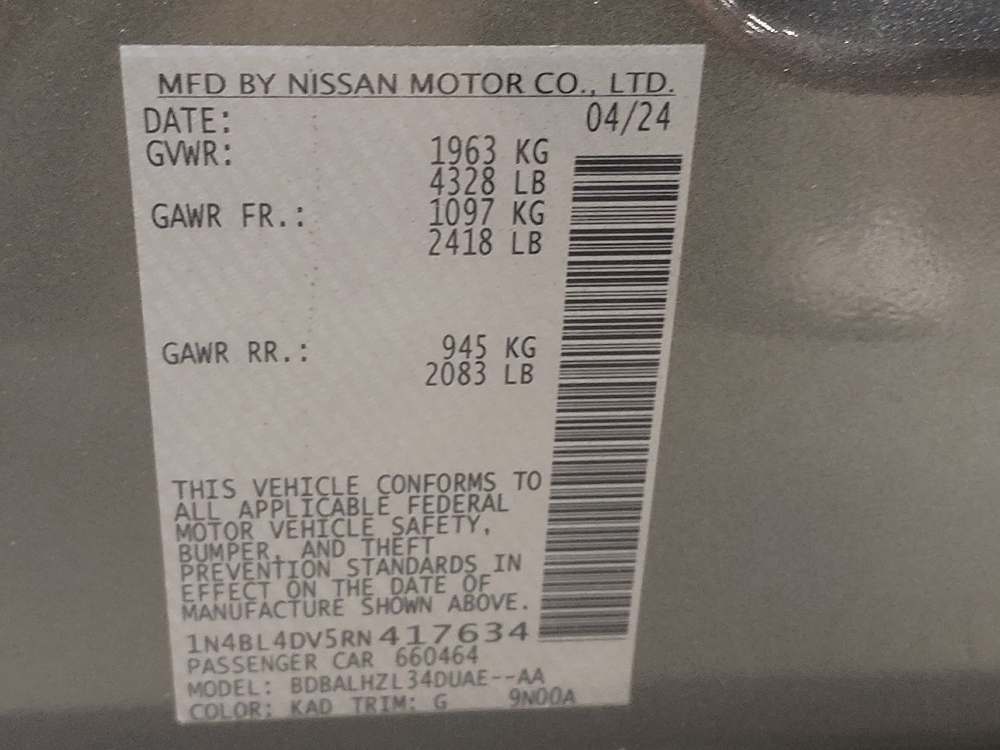 MFD BY NISSAN MOTOR CO., LTD.
DATE: 04/24
GVWR: 1963 KG
4328 LB
GAWR FR.: 1097 KG
2418 LB
GAWR RR.: 945 KG
2083 LB
THIS VEHICLE CONFORMS TO
ALL APPLICABLE FEDERAL
MOTOR VEHICLE SAFETY,
BUMPER, AND THEFT
PREVENTION STANDARDS IN
EFFECT ON THE DATE OF
MANUFACTURE SHOWN ABOVE.
1N4BL4DV5RN417634
PASSENGER CAR 660464
MODEL: BDBALHZL34DUAE--AA
COLOR: KAD TRIM: G 9N00A